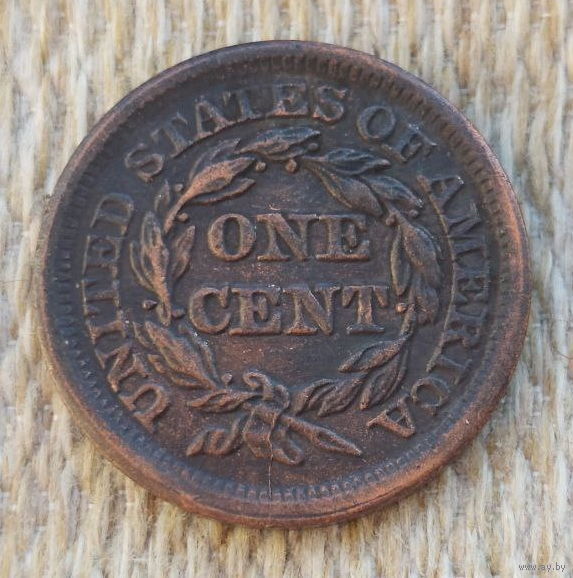 UNITED STATES OF AMERICA
ONE
CENT
www.ay.by